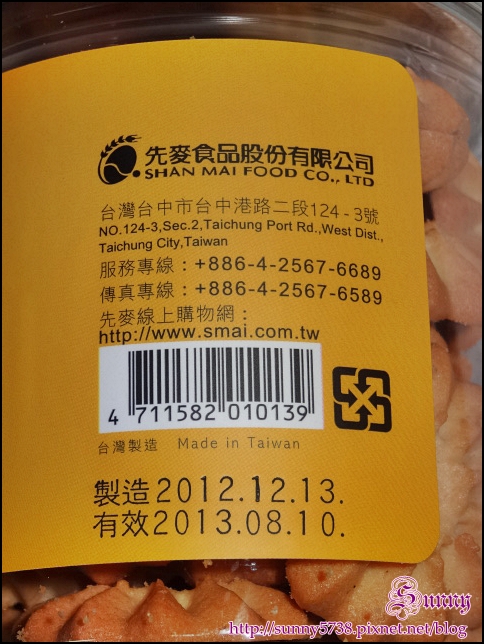 先麥食品股份有限公司
SHAN MAI FOOD CO., LTD
台灣台中市台中港路二段124-3號
NO.124-3,Sec.2,Taichung Port Rd.,West Dist.,
Taichung City,Taiwan
服務專線：+886-4-2567-6689
傳真專線：+886-4-2567-6589
先麥線上購物網：
http://www.smai.com.tw
4 711582 010139
台灣製造 Made in Taiwan
製造2012.12.13.
有效2013.08.10.
Sunny
http://sunny5738.pixnet.net/blog